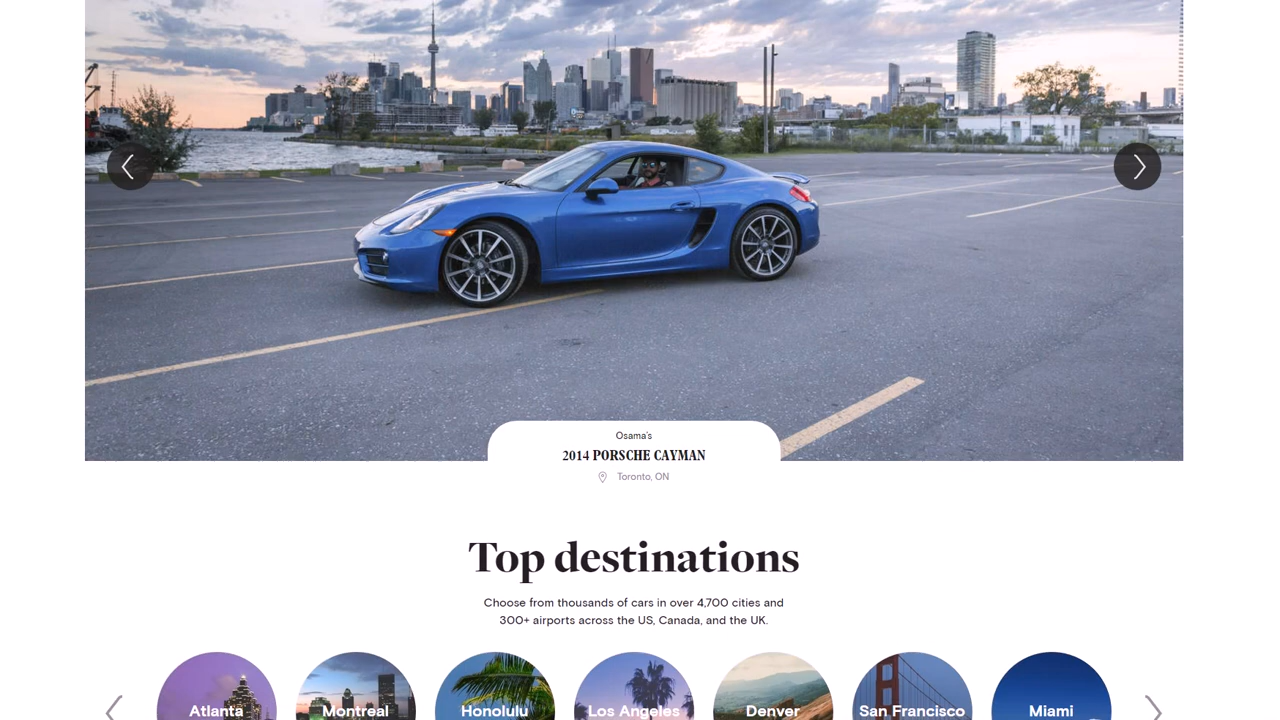 Osama's
2014 PORSCHE CAYMAN
Toronto, ON
Top destinations
Choose from thousands of cars in over 4,700 cities and
300+ airports across the US, Canada, and the UK.
Atlanta
Montreal
Honolulu
Los Angeles
Denver
San Francisco
Miami